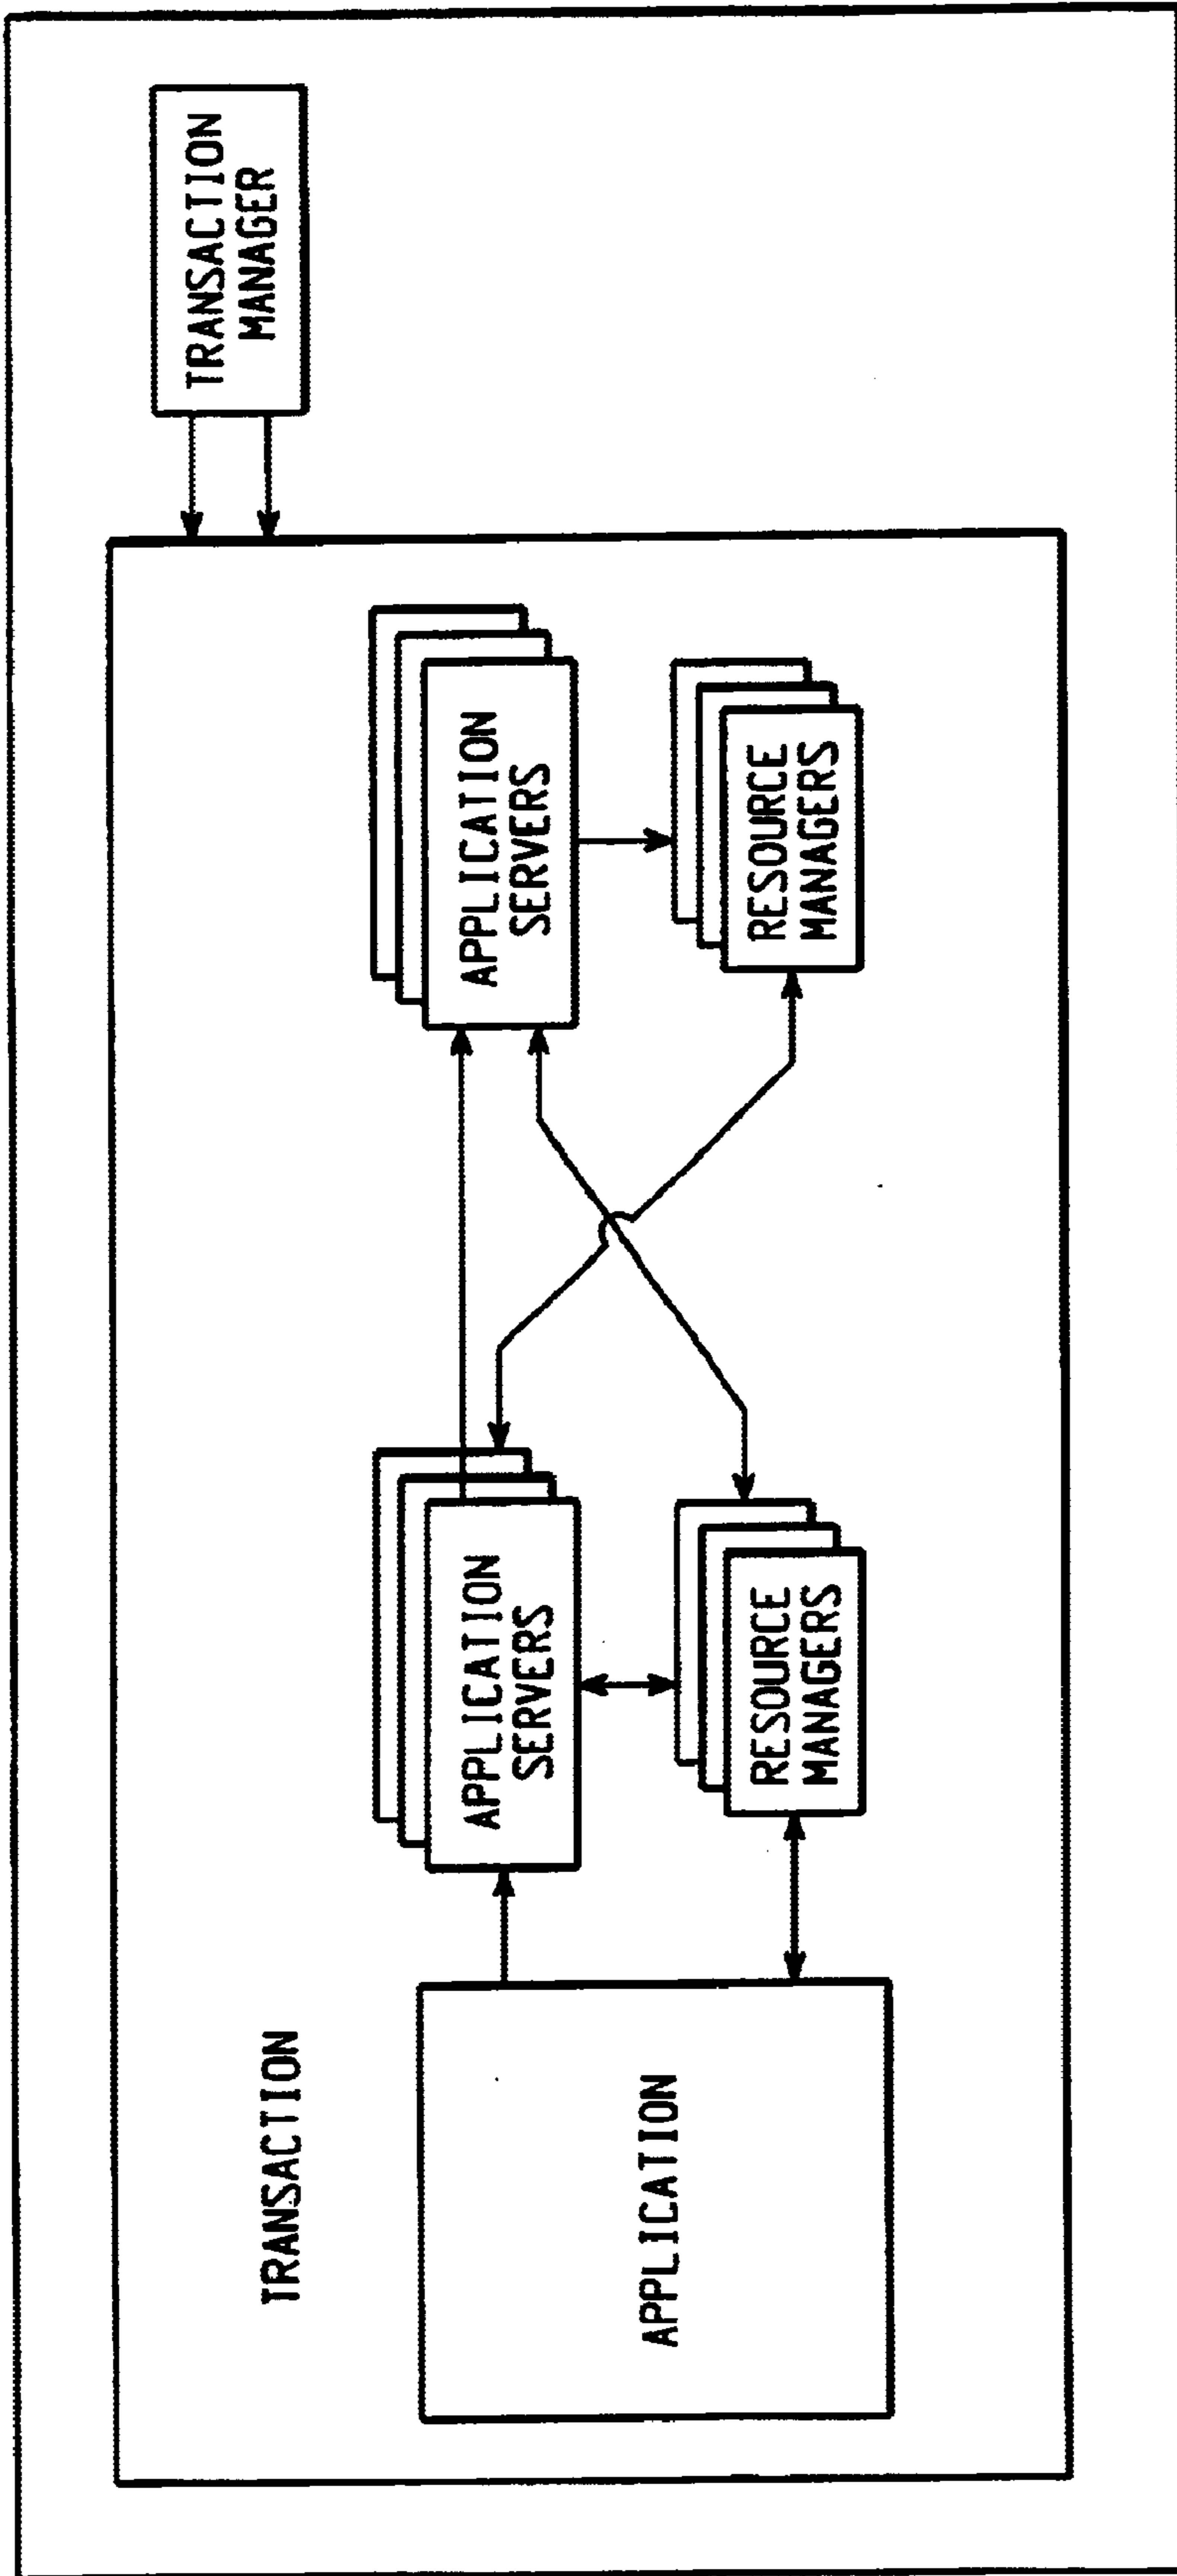 TRANSACTION
TRANSACTION
MANAGER
APPLICATION
SERVERS
APPLICATION
SERVERS
APPLICATION
RESOURCE
MANAGERS
RESOURCE
MANAGERS